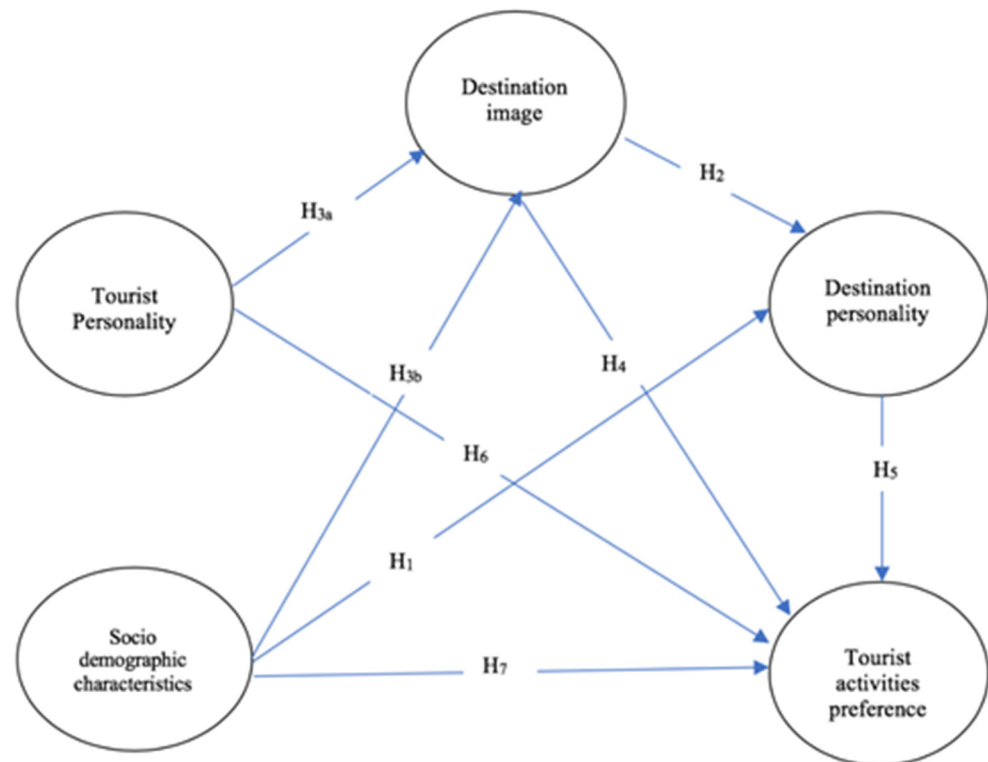 Destination
image
H2
H3a
Tourist
Personality
Destination
personality
H3b
H4
H6
H5
H1
Socio
demographic
characteristics
H7
Tourist
activities
preference